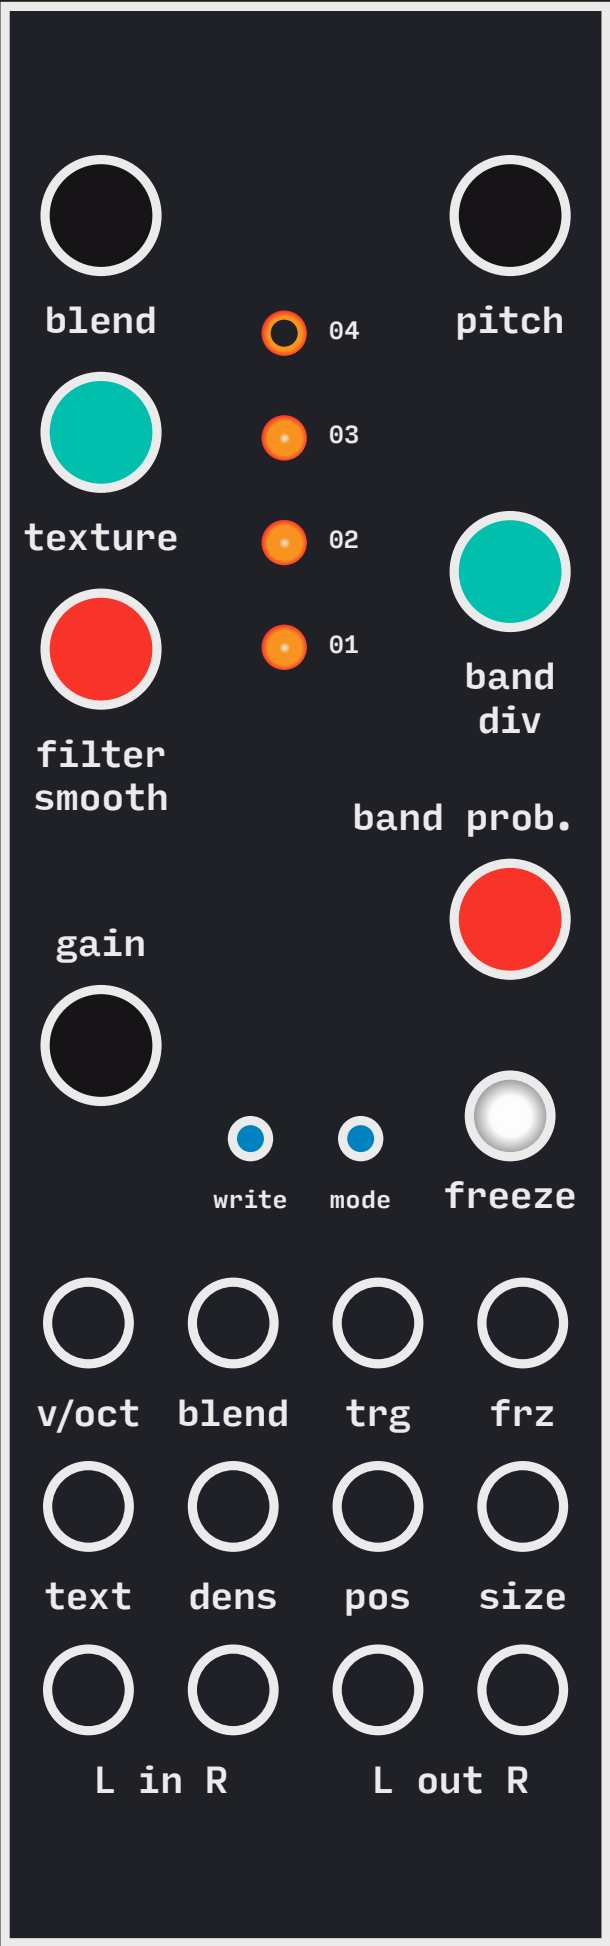 blend
pitch
04
03
texture
02
01
band
div
filter
smooth
band prob.
gain
write
mode
freeze
v/oct blend trg frz
text dens pos size
L in R L out R